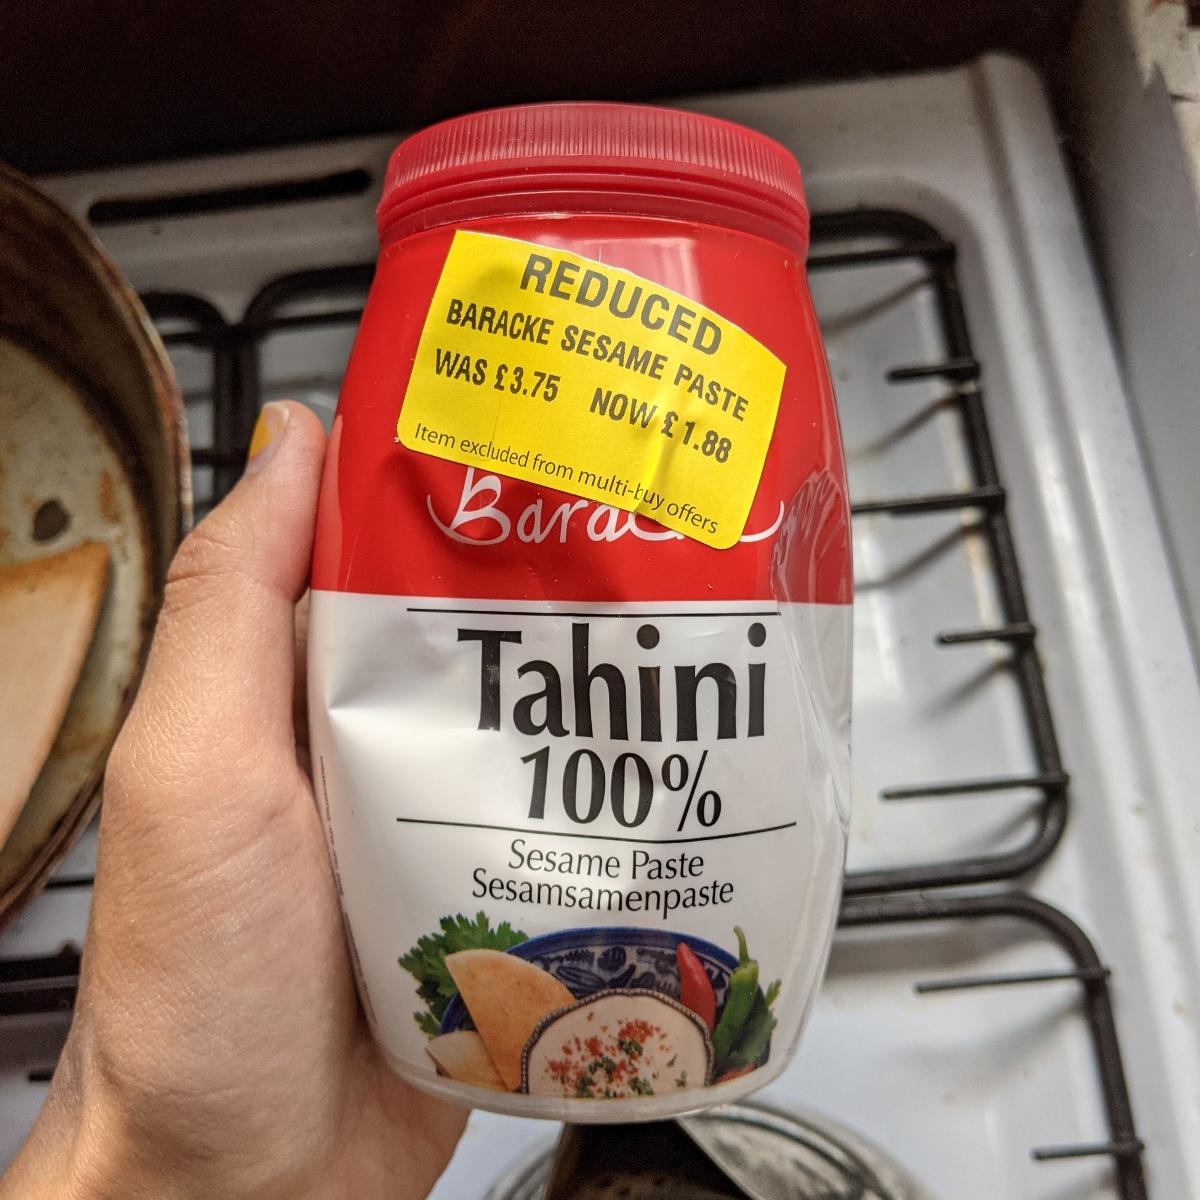 REDUCED
BARACKE SESAME PASTE
WAS £3.75 NOW £1.88
Item excluded from multi-buy offers
Tahini
100%
Sesame Paste
Sesamsamenpaste